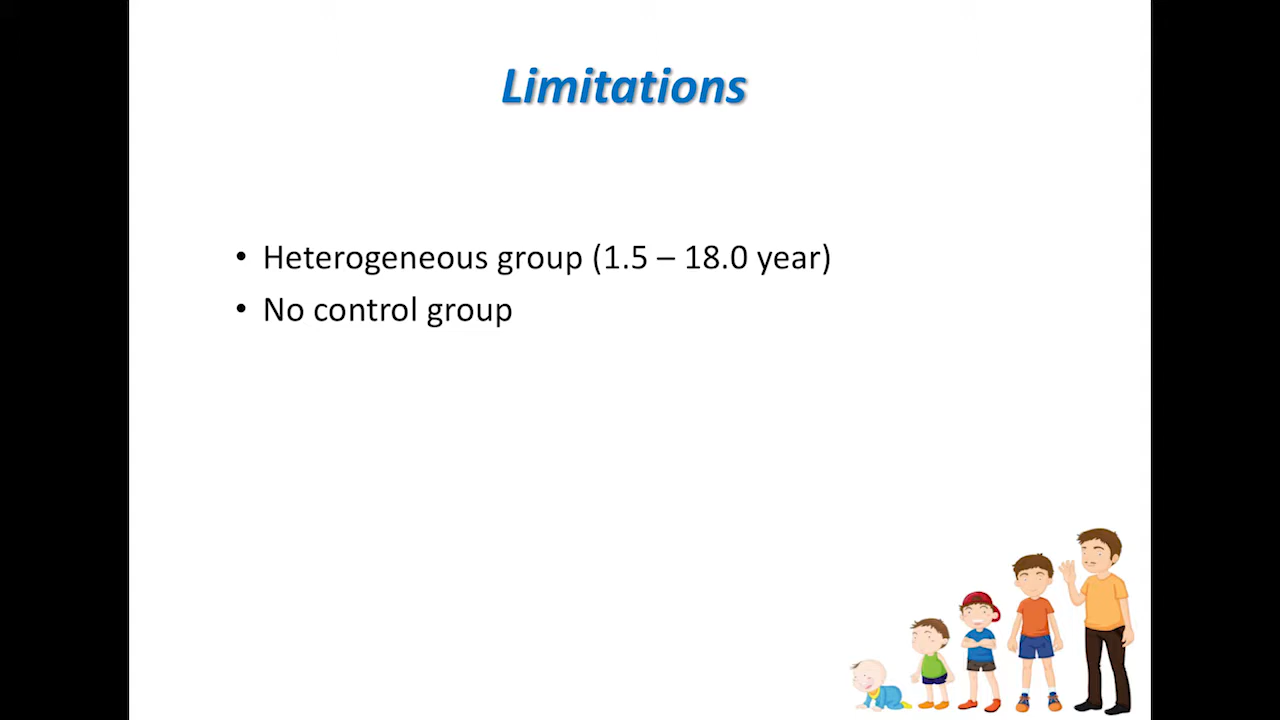 Limitations
• Heterogeneous group (1.5 – 18.0 year)
• No control group